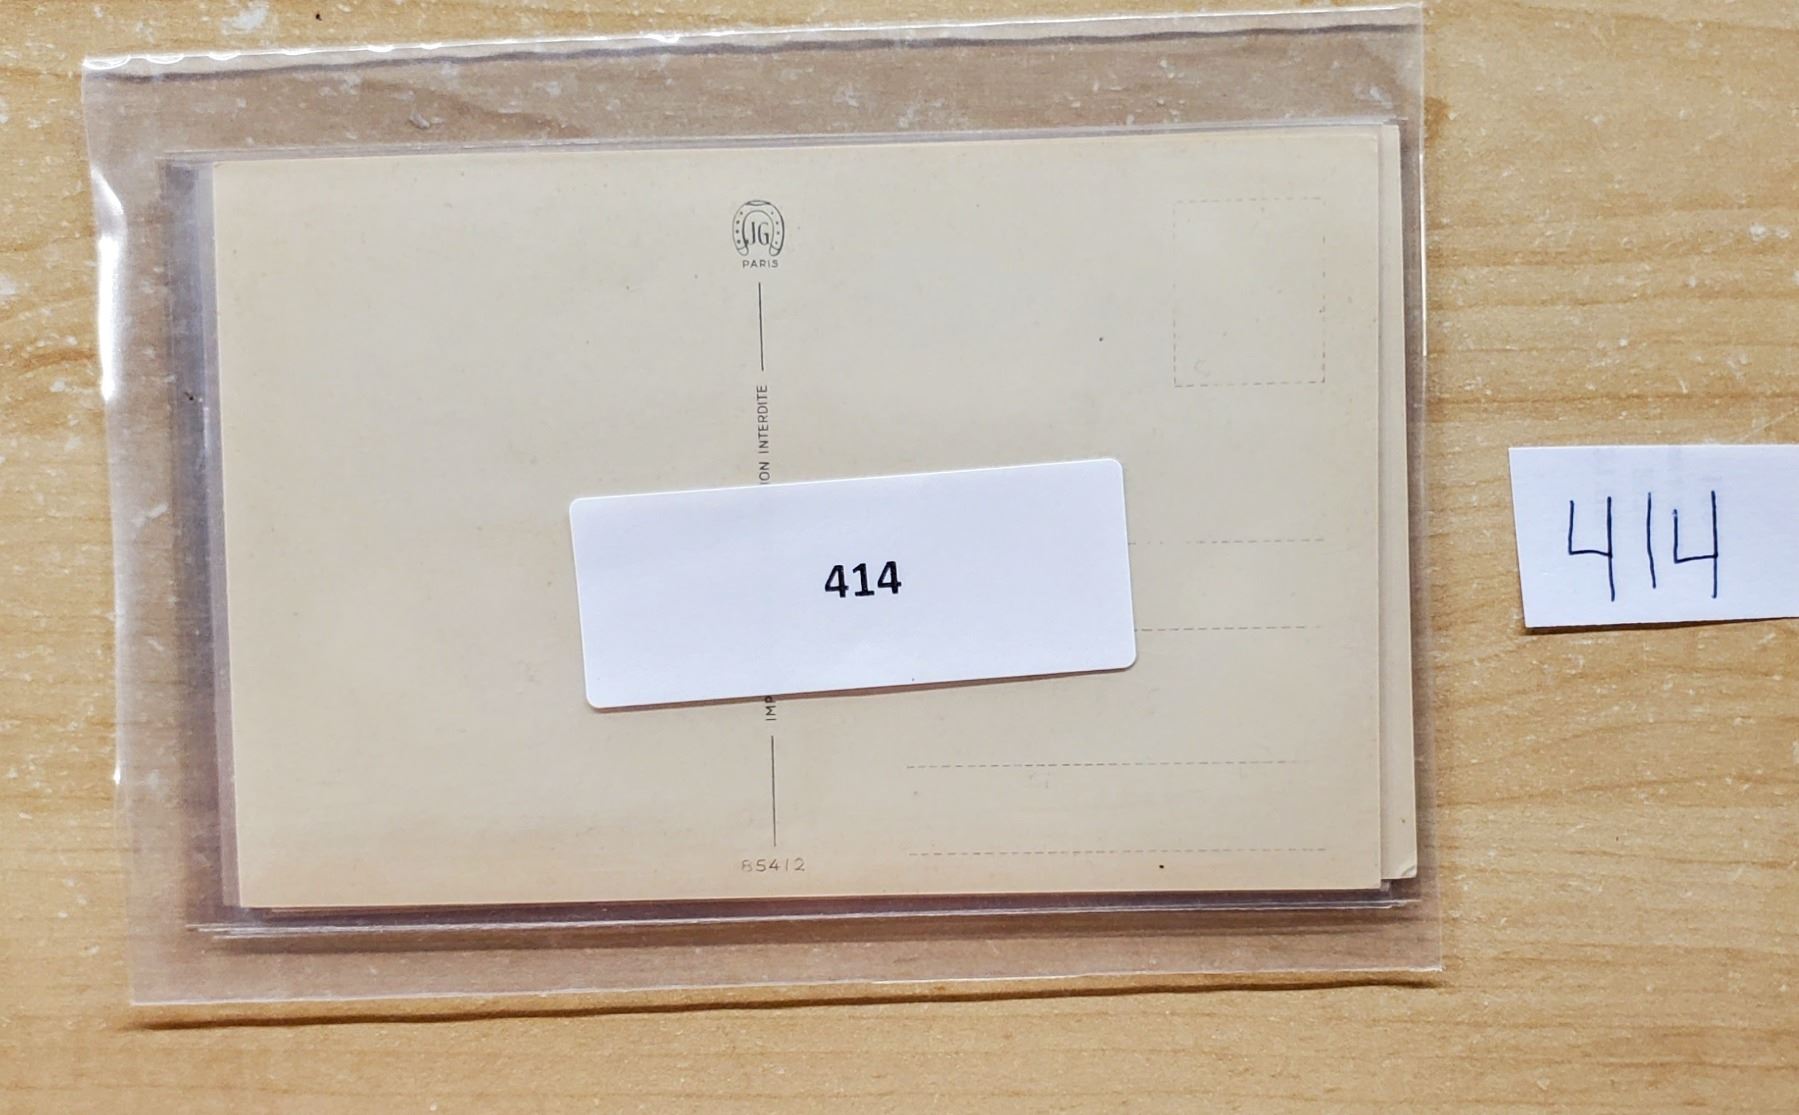 JG
PARIS
ON INTERDITE
IMP
414
85412
414